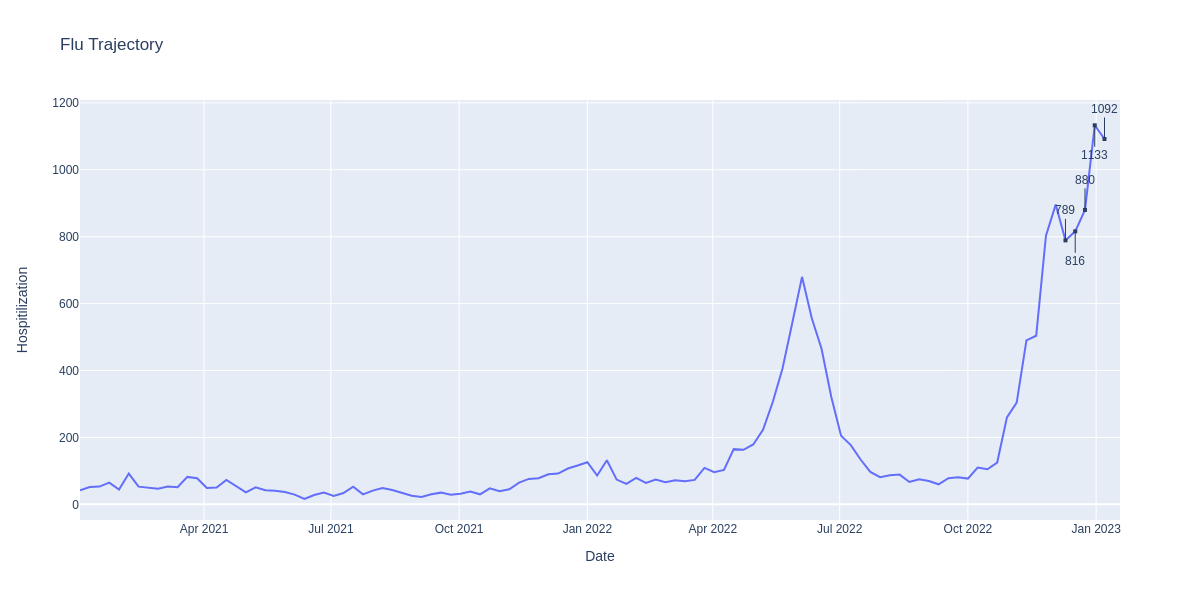 Flu Trajectory
1200
1000
800
600
400
200
0
Hospitilization
1092
1133
880
789
816
Apr 2021
Jul 2021
Oct 2021
Jan 2022
Apr 2022
Jul 2022
Oct 2022
Jan 2023
Date